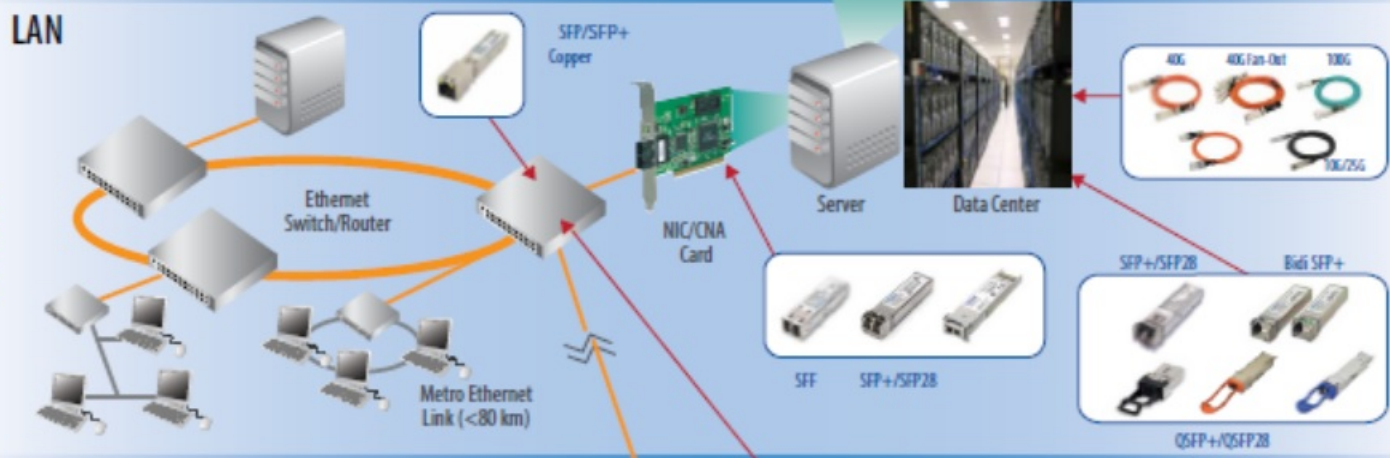 LAN
SFP/SFP+
Copper
40G
40G Fan-Out
100G
10G/25G
Ethernet
Switch/Router
NIC/CNA
Card
Server
Data Center
SFP+/SFP28
Bidi SFP+
SFF
SFP+/SFP28
Metro Ethernet
Link (<80 km)
QSFP+/QSFP28